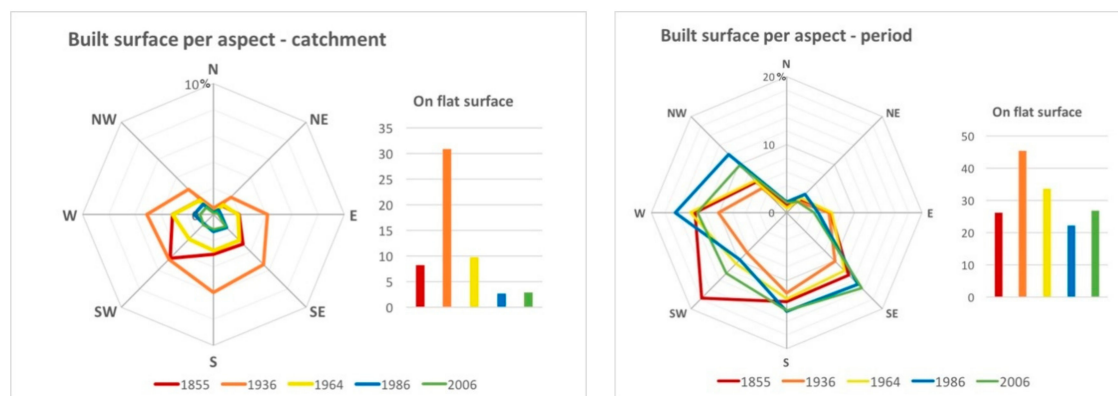 Built surface per aspect - catchment
N
10%
NW
NE
W
0
E
SW
SE
S
On flat surface
35
30
25
20
15
10
5
0
1855 1936 1964 1986 2006
Built surface per aspect - period
N
20%
NW
NE
10
W
0
E
SW
SE
S
On flat surface
50
40
30
20
10
0
1855 1936 1964 1986 2006